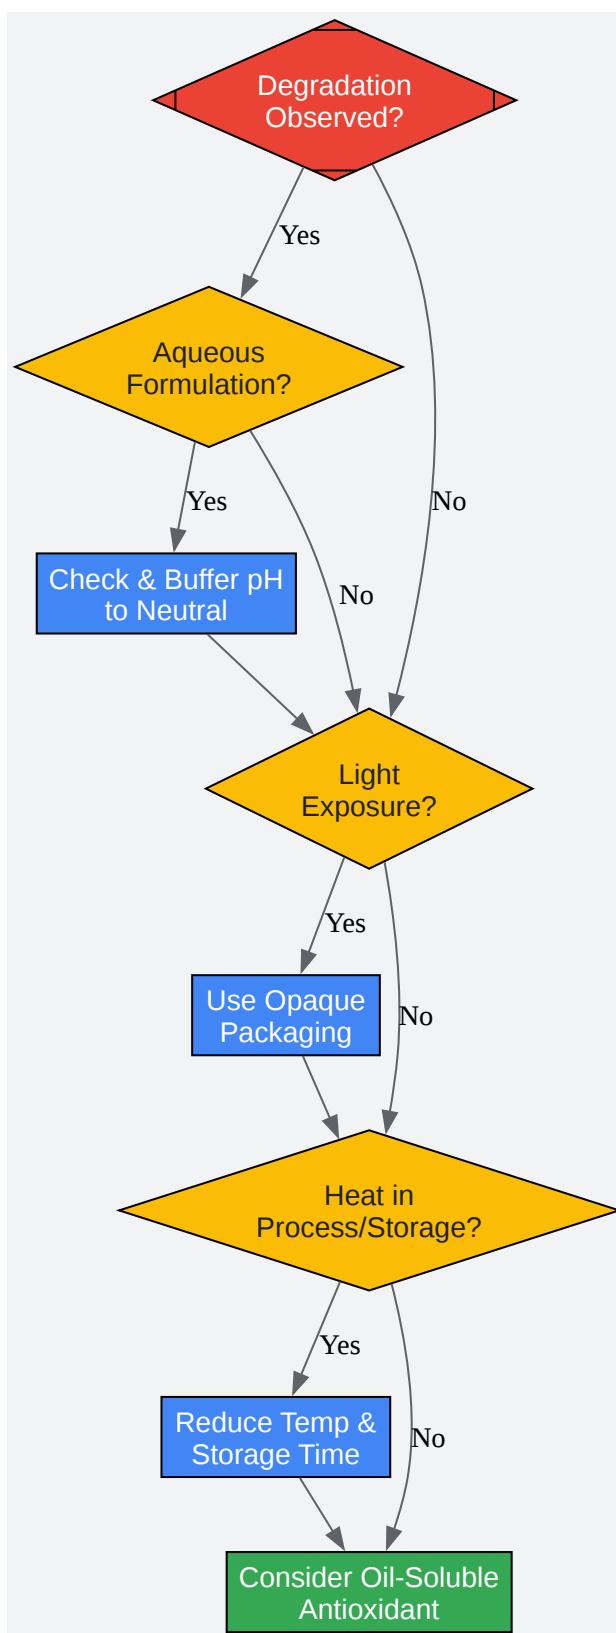 Degradation
Observed?
Yes
Aqueous
Formulation?
Yes
No
Check & Buffer pH
to Neutral
No
Light
Exposure?
Yes
Use Opaque
Packaging
No
Heat in
Process/Storage?
Yes
Reduce Temp &
Storage Time
No
Consider Oil-Soluble
Antioxidant